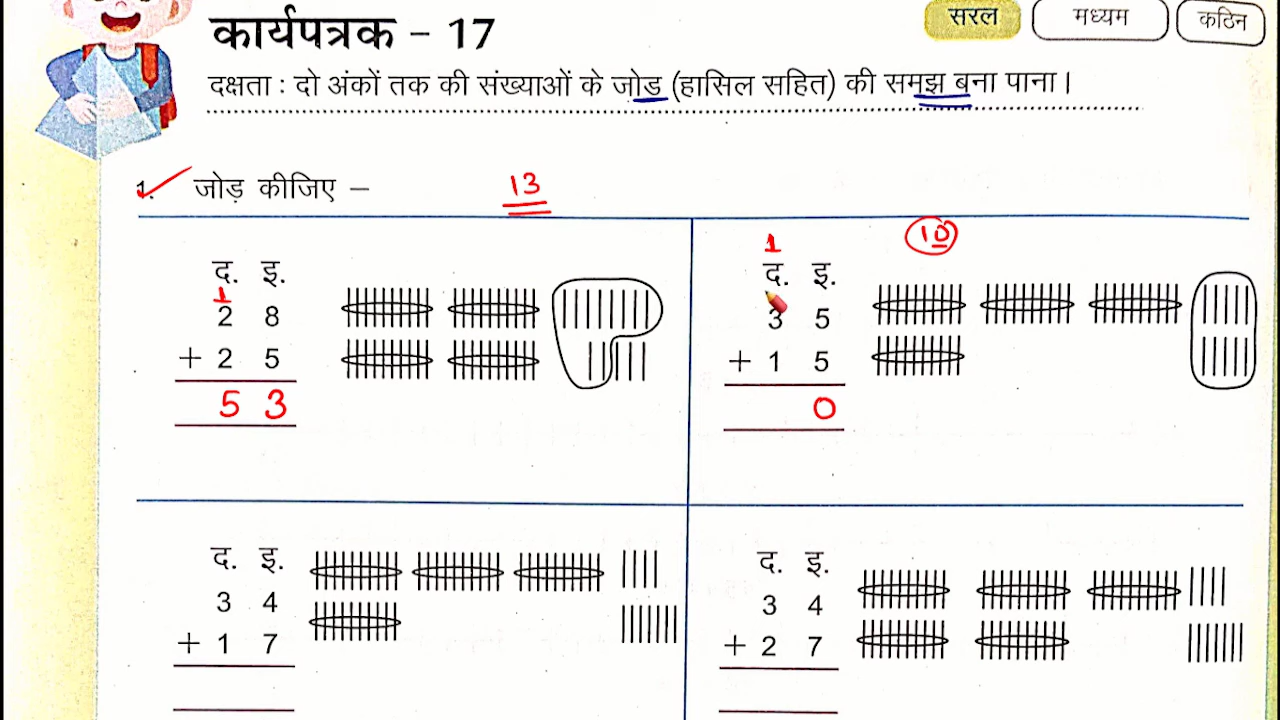 कार्यपत्रक – 17
सरल
मध्यम
कठिन
दक्षता : दो अंकों तक की संख्याओं के जोड (हासिल सहित) की समझ बना पाना।
1. जोड़ कीजिए –
13
द. इ.
1
2 8
+ 2 5
5 3
1
10
द. इ.
3 5
+ 1 5
0
द. इ.
3 4
+ 1 7
द. इ.
3 4
+ 2 7